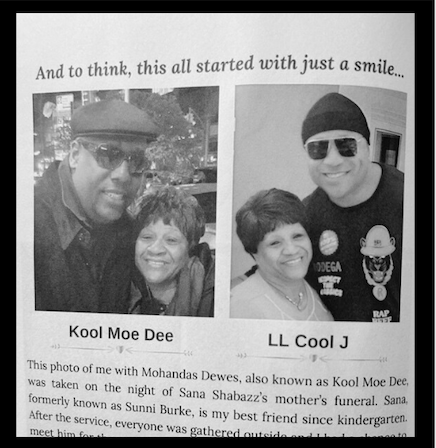 And to think, this all started with just a smile...
BODEGA
RESPECT
RAP
Kool Moe Dee
LL Cool J
This photo of me with Mohandas Dewes, also known as Kool Moe Dee,
was taken on the night of Sana Shabazz's mother's funeral. Sana,
formerly known as Sunni Burke, is my best friend since kindergarten.
After the service, everyone was gathered outside and I
meet him for